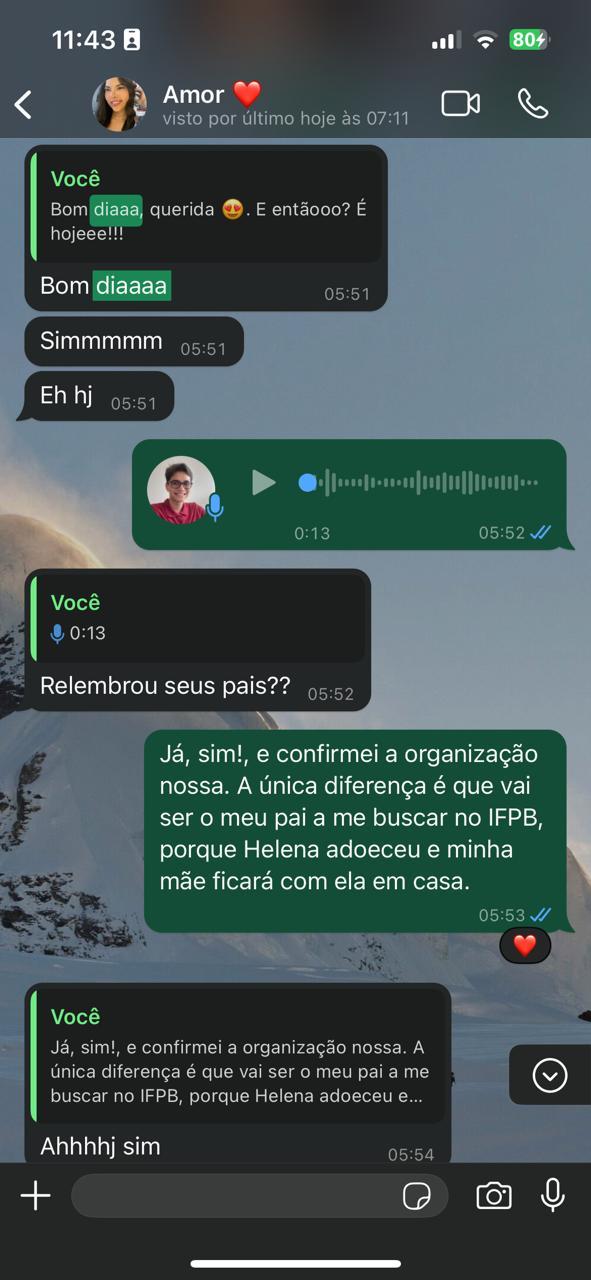 11:43
80
Amor ❤️
visto por último hoje às 07:11
Você
Bom diaaa, querida 😍. E entãooo? É
hojeee!!!
Bom diaaaa
05:51
Simmmmm
05:51
Eh hj
05:51
0:13
05:52
Você
0:13
Relembrou seus pais??
05:52
Já, sim!, e confirmei a organização
nossa. A única diferença é que vai
ser o meu pai a me buscar no IFPB,
porque Helena adoeceu e minha
mãe ficará com ela em casa.
05:53
❤️
Você
Já, sim!, e confirmei a organização nossa. A
única diferença é que vai ser o meu pai a me
buscar no IFPB, porque Helena adoeceu e...
Ahhhhj sim
05:54